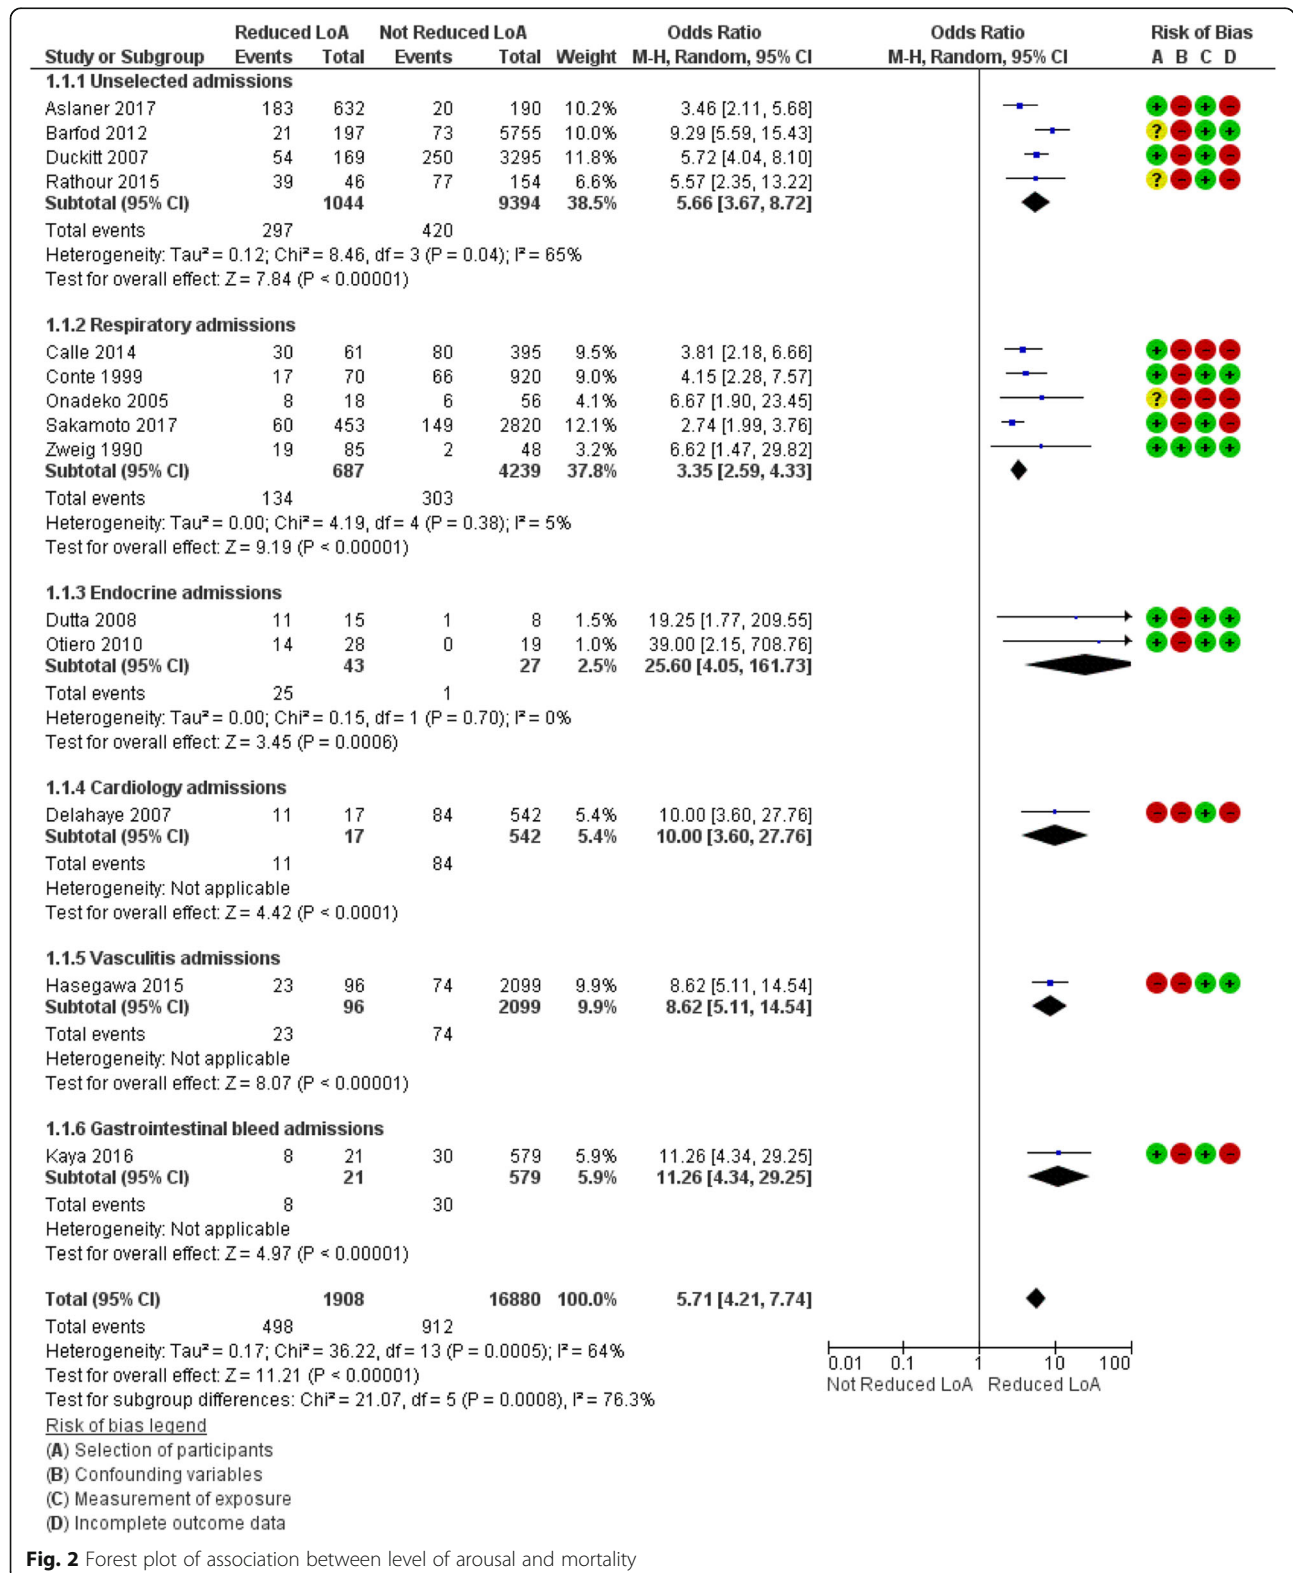 Reduced LoA Not Reduced LoA Odds Ratio Odds Ratio Risk of Bias
Study or Subgroup Events Total Events Total Weight M-H, Random, 95% CI M-H, Random, 95% CI A B C D
1.1.1 Unselected admissions
Aslaner 2017 183 632 20 190 10.2% 3.46 [2.11, 5.68] + - + -
Barfod 2012 21 197 73 5755 10.0% 9.29 [5.59, 15.43] ? - + +
Duckitt 2007 54 169 250 3295 11.8% 5.72 [4.04, 8.10] + - + -
Rathour 2015 39 46 77 154 6.6% 5.57 [2.35, 13.22] ? - + -
Subtotal (95% CI) 1044 9394 38.5% 5.66 [3.67, 8.72]
Total events 297 420
Heterogeneity: Tau² = 0.12; Chi² = 8.46, df = 3 (P = 0.04); I² = 65%
Test for overall effect: Z = 7.84 (P < 0.00001)
1.1.2 Respiratory admissions
Calle 2014 30 61 80 395 9.5% 3.81 [2.18, 6.66] + - - -
Conte 1999 17 70 66 920 9.0% 4.15 [2.28, 7.57] + - + +
Onadeko 2005 8 18 6 56 4.1% 6.67 [1.90, 23.45] ? - - -
Sakamoto 2017 60 453 149 2820 12.1% 2.74 [1.99, 3.76] + - + -
Zweig 1990 19 85 2 48 3.2% 6.62 [1.47, 29.82] + + + +
Subtotal (95% CI) 687 4239 37.8% 3.35 [2.59, 4.33]
Total events 134 303
Heterogeneity: Tau² = 0.00; Chi² = 4.19, df = 4 (P = 0.38); I² = 5%
Test for overall effect: Z = 9.19 (P < 0.00001)
1.1.3 Endocrine admissions
Dutta 2008 11 15 1 8 1.5% 19.25 [1.77, 209.55] + - + +
Otiero 2010 14 28 0 19 1.0% 39.00 [2.15, 708.76] + - + +
Subtotal (95% CI) 43 27 2.5% 25.60 [4.05, 161.73]
Total events 25 1
Heterogeneity: Tau² = 0.00; Chi² = 0.15, df = 1 (P = 0.70); I² = 0%
Test for overall effect: Z = 3.45 (P = 0.0006)
1.1.4 Cardiology admissions
Delahaye 2007 11 17 84 542 5.4% 10.00 [3.60, 27.76] - - + -
Subtotal (95% CI) 17 542 5.4% 10.00 [3.60, 27.76]
Total events 11 84
Heterogeneity: Not applicable
Test for overall effect: Z = 4.42 (P < 0.0001)
1.1.5 Vasculitis admissions
Hasegawa 2015 23 96 74 2099 9.9% 8.62 [5.11, 14.54] - - + +
Subtotal (95% CI) 96 2099 9.9% 8.62 [5.11, 14.54]
Total events 23 74
Heterogeneity: Not applicable
Test for overall effect: Z = 8.07 (P < 0.00001)
1.1.6 Gastrointestinal bleed admissions
Kaya 2016 8 21 30 579 5.9% 11.26 [4.34, 29.25] + - + -
Subtotal (95% CI) 21 579 5.9% 11.26 [4.34, 29.25]
Total events 8 30
Heterogeneity: Not applicable
Test for overall effect: Z = 4.97 (P < 0.00001)
Total (95% CI) 1908 16880 100.0% 5.71 [4.21, 7.74]
Total events 498 912
Heterogeneity: Tau² = 0.17; Chi² = 36.22, df = 13 (P = 0.0005); I² = 64%
Test for overall effect: Z = 11.21 (P < 0.00001)
Test for subgroup differences: Chi² = 21.07, df = 5 (P = 0.0008), I² = 76.3%
0.01 0.1 1 10 100
Not Reduced LoA Reduced LoA
Risk of bias legend
(A) Selection of participants
(B) Confounding variables
(C) Measurement of exposure
(D) Incomplete outcome data
Fig. 2 Forest plot of association between level of arousal and mortality